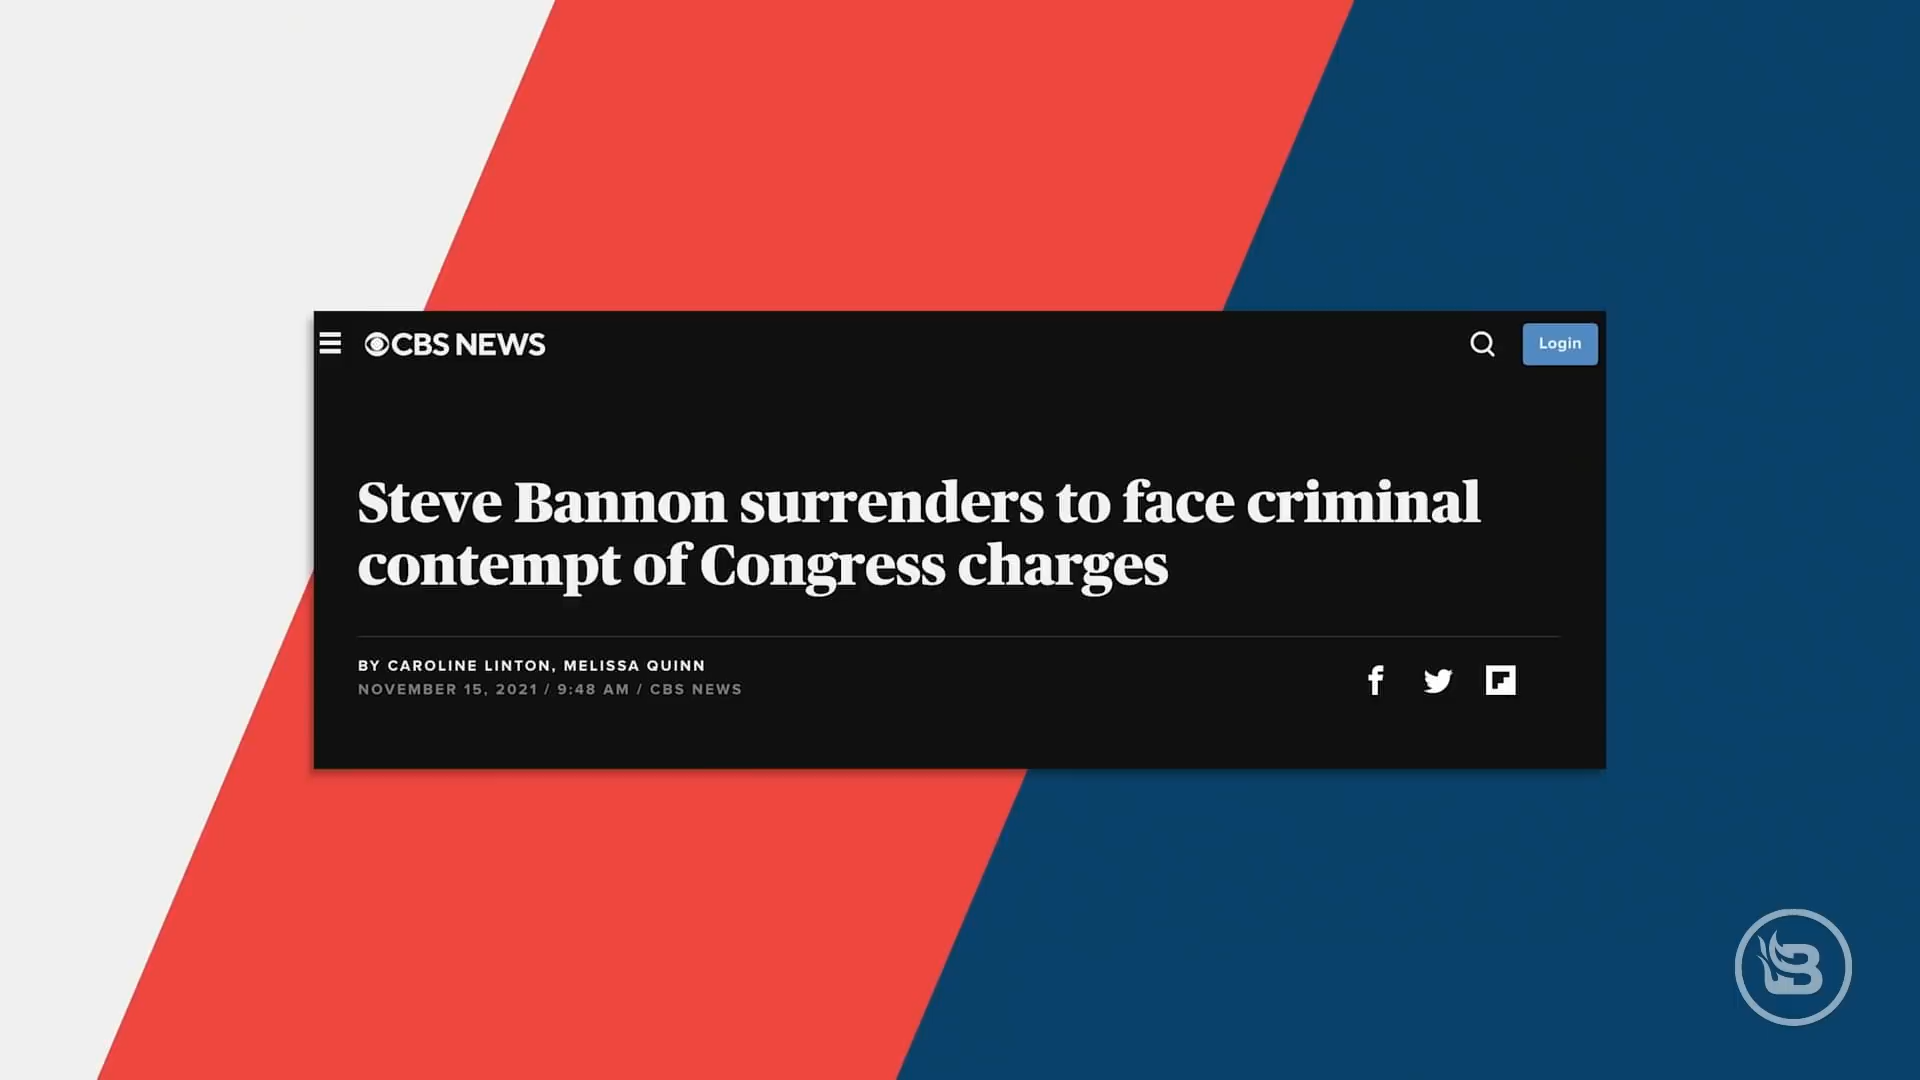 CBS NEWS
Login
Steve Bannon surrenders to face criminal
contempt of Congress charges
BY CAROLINE LINTON, MELISSA QUINN
NOVEMBER 15, 2021 / 9:48 AM / CBS NEWS
B